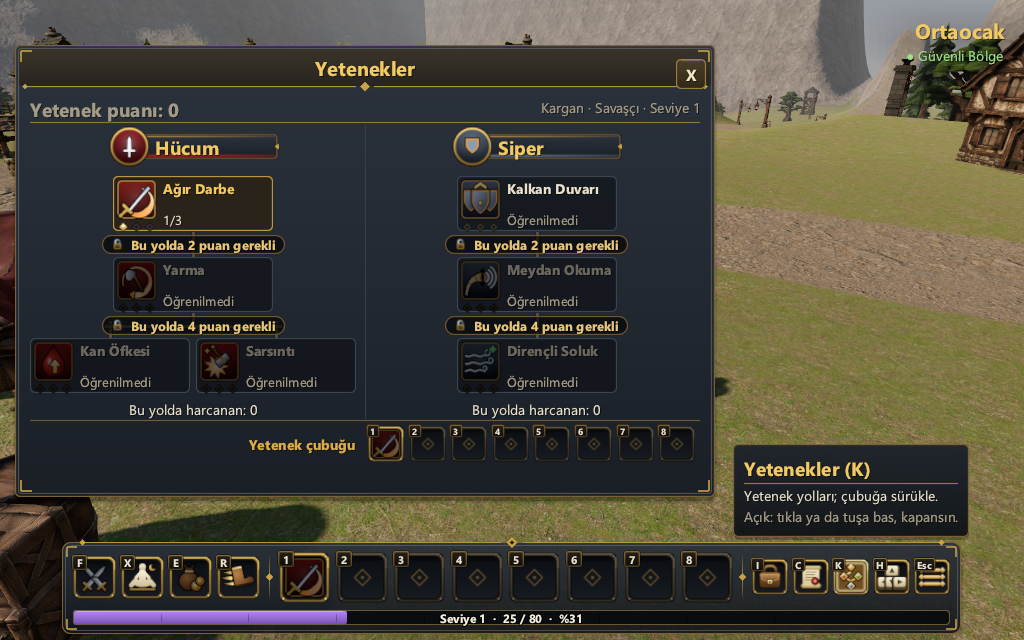 Ortaocak
Güvenli Bölge
Yetenekler
X
Yetenek puanı: 0
Kargan · Savaşçı · Seviye 1
Hücum
Siper
Ağır Darbe
1/3
Kalkan Duvarı
Öğrenilmedi
Bu yolda 2 puan gerekli
Bu yolda 2 puan gerekli
Yarma
Öğrenilmedi
Meydan Okuma
Öğrenilmedi
Bu yolda 4 puan gerekli
Bu yolda 4 puan gerekli
Kan Öfkesi
Öğrenilmedi
Sarsıntı
Öğrenilmedi
Dirençli Soluk
Öğrenilmedi
Bu yolda harcanan: 0
Bu yolda harcanan: 0
Yetenek çubuğu
1 2 3 4 5 6 7 8
Yetenekler (K)
Yetenek yolları; çubuğa sürükle.
Açık: tıkla ya da tuşa bas, kapansın.
F X E R 1 2 3 4 5 6 7 8 I C K H Esc
Seviye 1 · 25 / 80 · %31